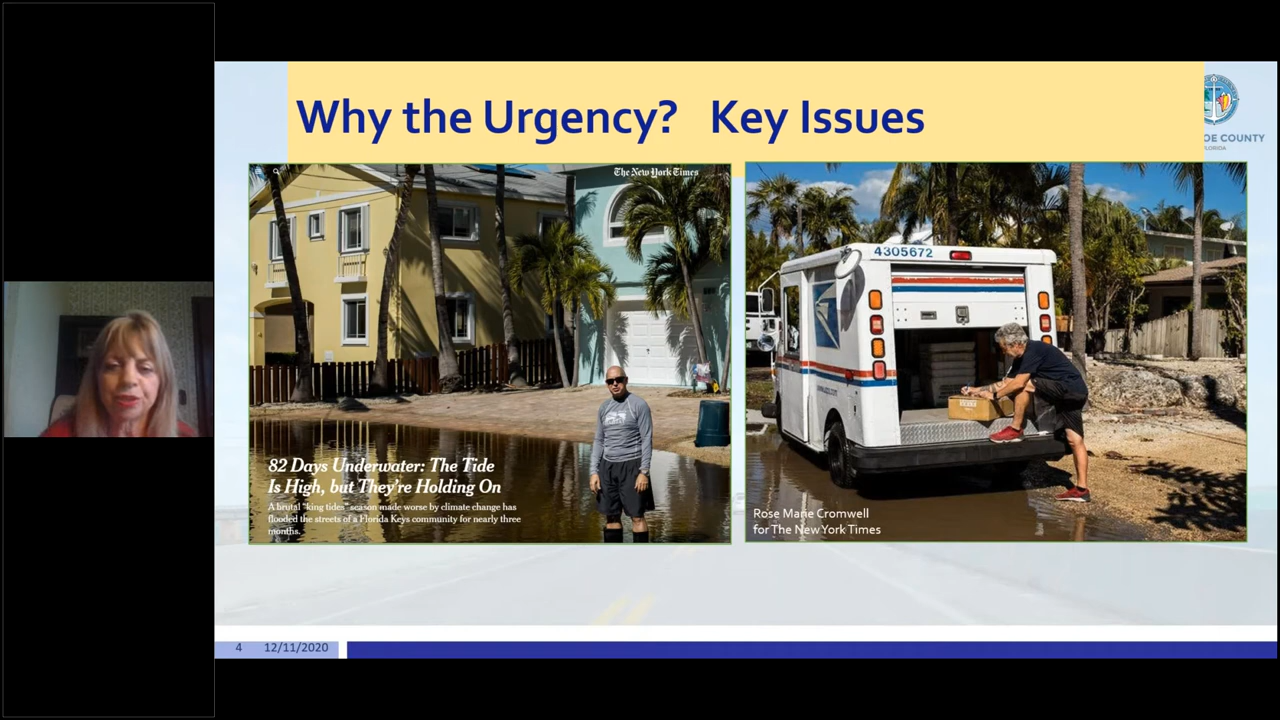 Why the Urgency?   Key Issues
OE COUNTY
FLORIDA
The New York Times
82 Days Underwater: The Tide
Is High, but They're Holding On
A brutal "king tides" season made worse by climate change has
flooded the streets of a Florida Keys community for nearly three
months.
4305672
Rose Marie Cromwell
for The New York Times
4 12/11/2020